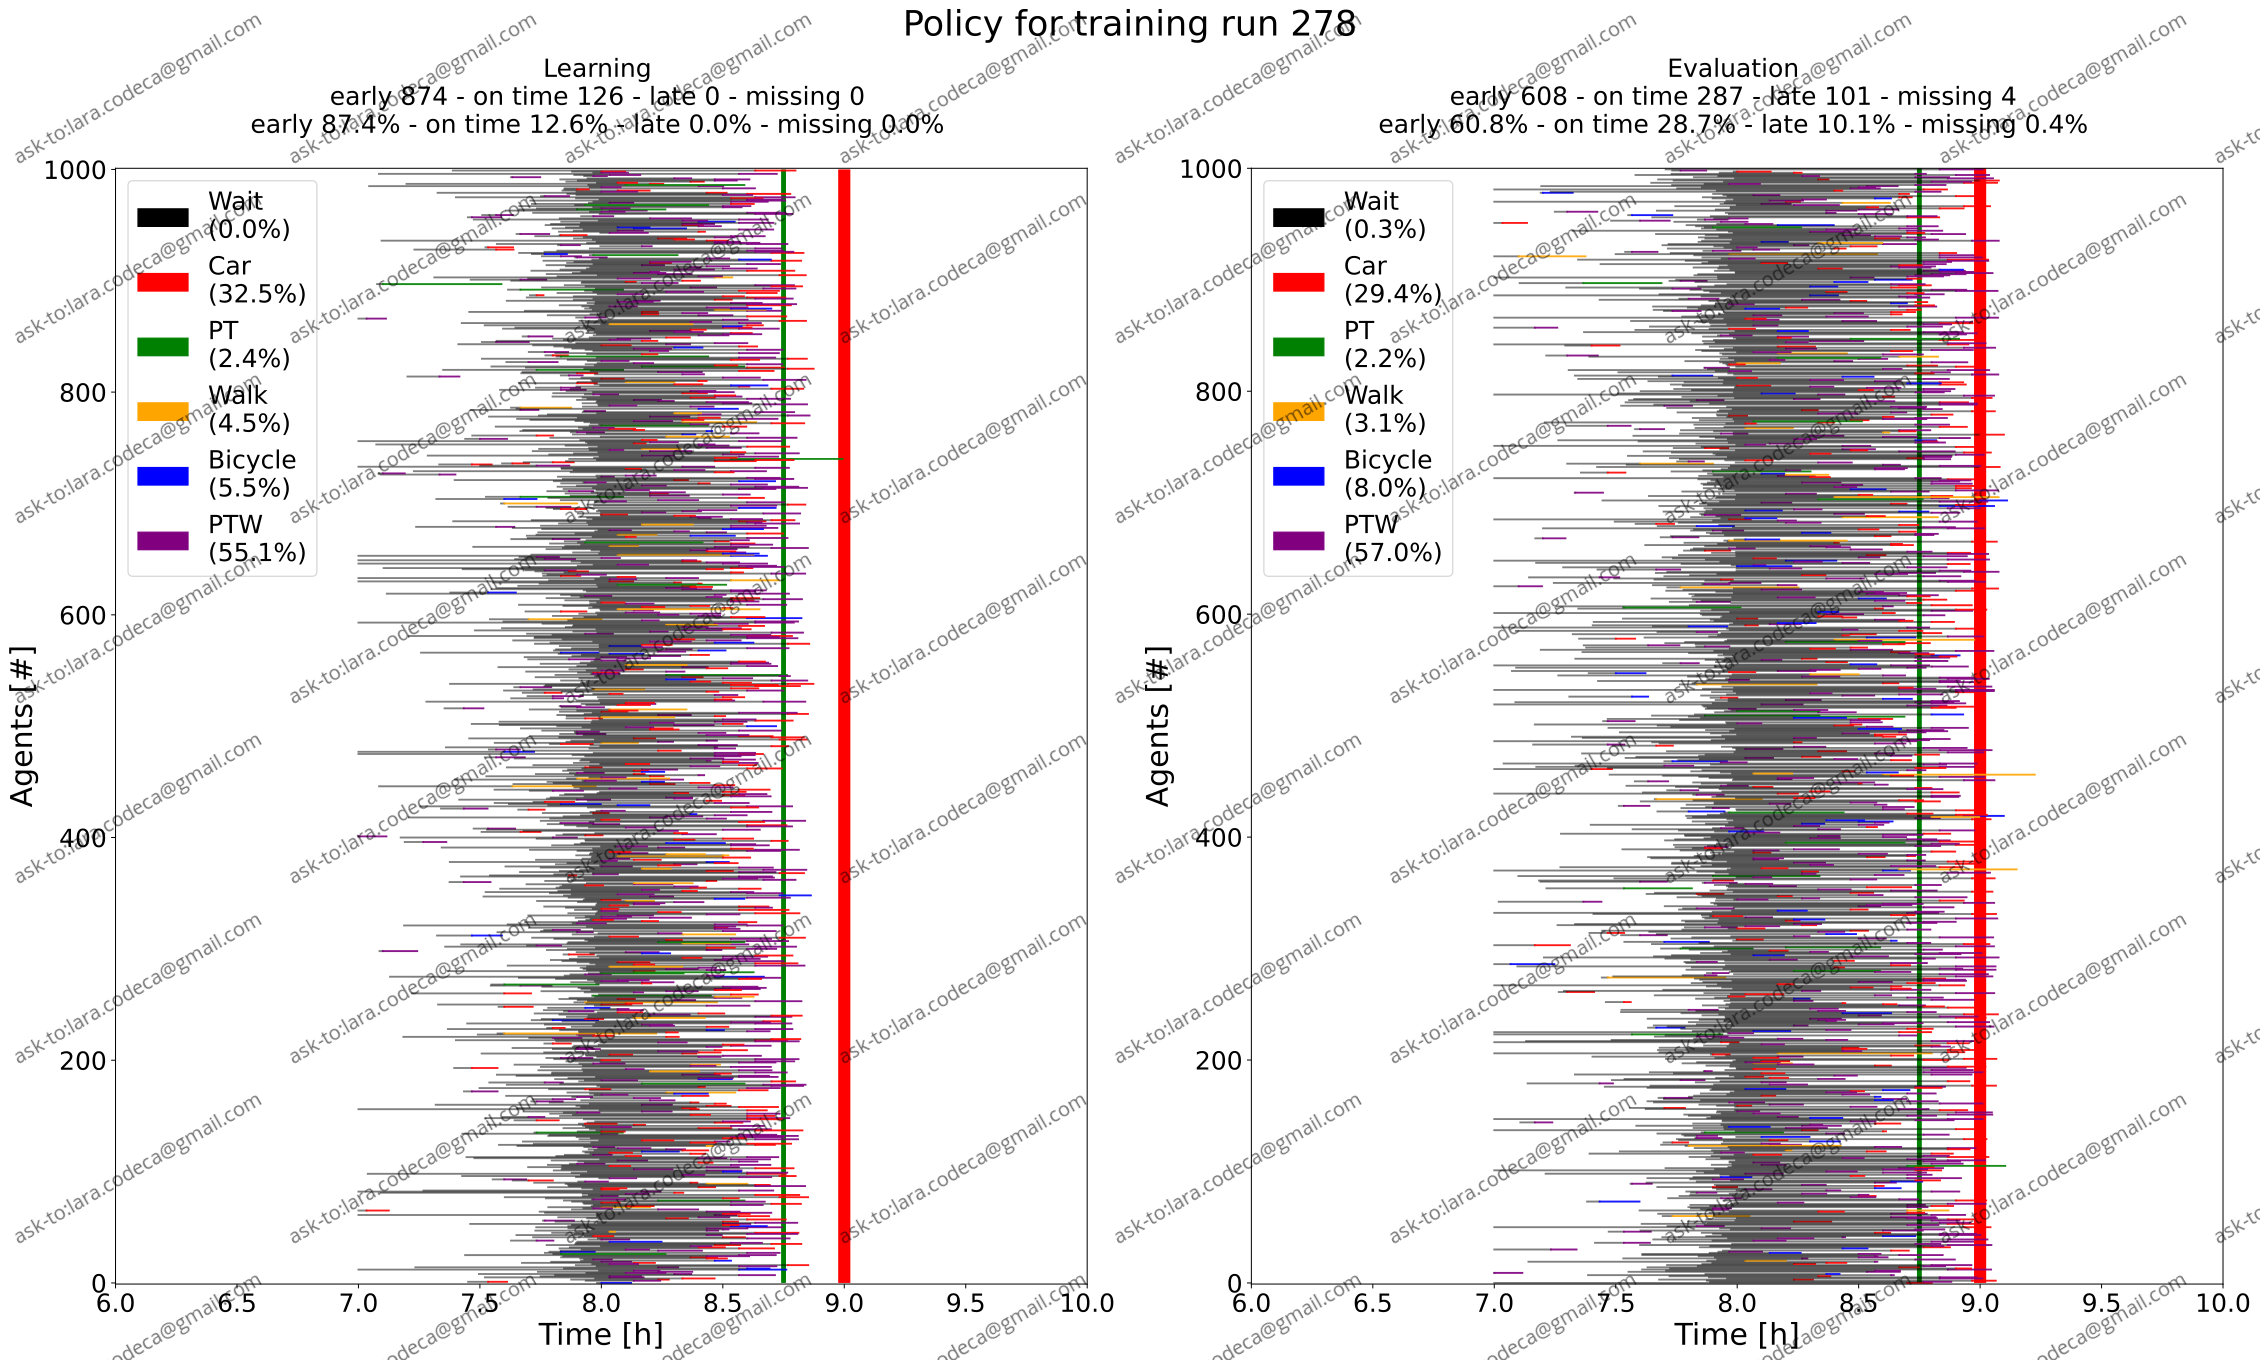 Policy for training run 278
Learning
early 874 - on time 126 - late 0 - missing 0
early 87.4% - on time 12.6% - late 0.0% - missing 0.0%
Evaluation
early 608 - on time 287 - late 101 - missing 4
early 60.8% - on time 28.7% - late 10.1% - missing 0.4%
Wait
(0.0%)
Car
(32.5%)
PT
(2.4%)
Walk
(4.5%)
Bicycle
(5.5%)
PTW
(55.1%)
Wait
(0.3%)
Car
(29.4%)
PT
(2.2%)
Walk
(3.1%)
Bicycle
(8.0%)
PTW
(57.0%)
Agents [#]
1000
800
600
400
200
0
6.0 6.5 7.0 7.5 8.0 8.5 9.0 9.5 10.0
Time [h]
Agents [#]
1000
800
600
400
200
0
6.0 6.5 7.0 7.5 8.0 8.5 9.0 9.5 10.0
Time [h]
ask-to:lara.codeca@gmail.com